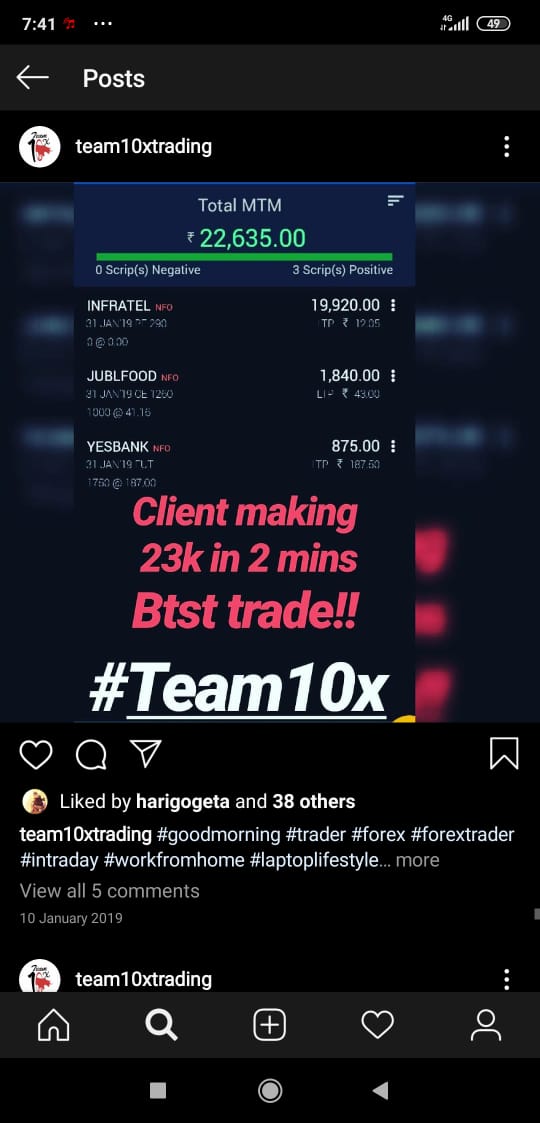 7:41
4G
49
Posts
team10xtrading
Total MTM
₹ 22,635.00
0 Scrip(s) Negative 3 Scrip(s) Positive
INFRATEL NFO 19,920.00
31 JAN'19 PE 290 LTP ₹ 12.05
0 @ 0.00
JUBLFOOD NFO 1,840.00
31 JAN'19 CE 1260 LTP ₹ 43.00
1000 @ 41.16
YESBANK NFO 875.00
31 JAN'19 FUT LTP ₹ 187.50
1750 @ 187.00
Client making
23k in 2 mins
Btst trade!!
#Team10x
Liked by harigogeta and 38 others
team10xtrading #goodmorning #trader #forex #forextrader
#intraday #workfromhome #laptoplifestyle... more
View all 5 comments
10 January 2019
team10xtrading